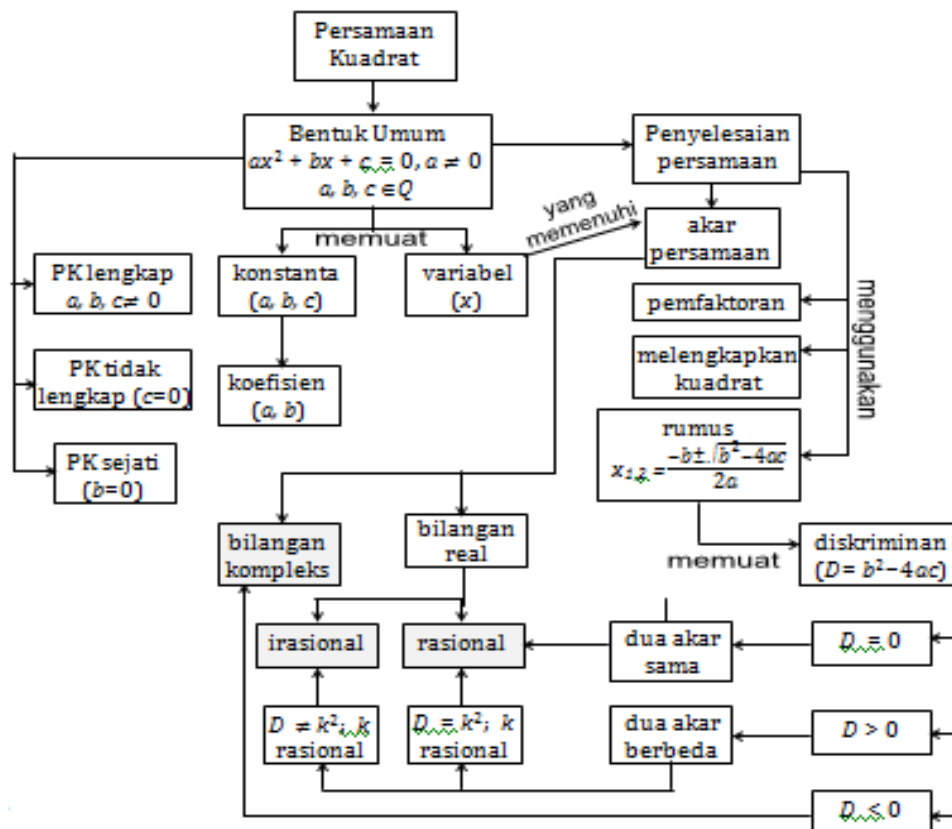 Persamaan
Kuadrat
Bentuk Umum
ax² + bx + c = 0, a ≠ 0
a, b, c ∈ Q
Penyelesaian
persamaan
yang
memenuhi
memuat
akar
persamaan
PK lengkap
a, b, c ≠ 0
konstanta
(a, b, c)
variabel
(x)
menggunakan
pemfaktoran
PK tidak
lengkap (c=0)
koefisien
(a, b)
melengkapkan
kuadrat
PK sejati
(b=0)
rumus
x₁,₂ = (-b±√(b²-4ac))/2a
bilangan
kompleks
bilangan
real
memuat
diskriminan
(D= b²-4ac)
irasional
rasional
dua akar
sama
D = 0
D ≠ k²; k
rasional
D = k²; k
rasional
dua akar
berbeda
D > 0
D < 0